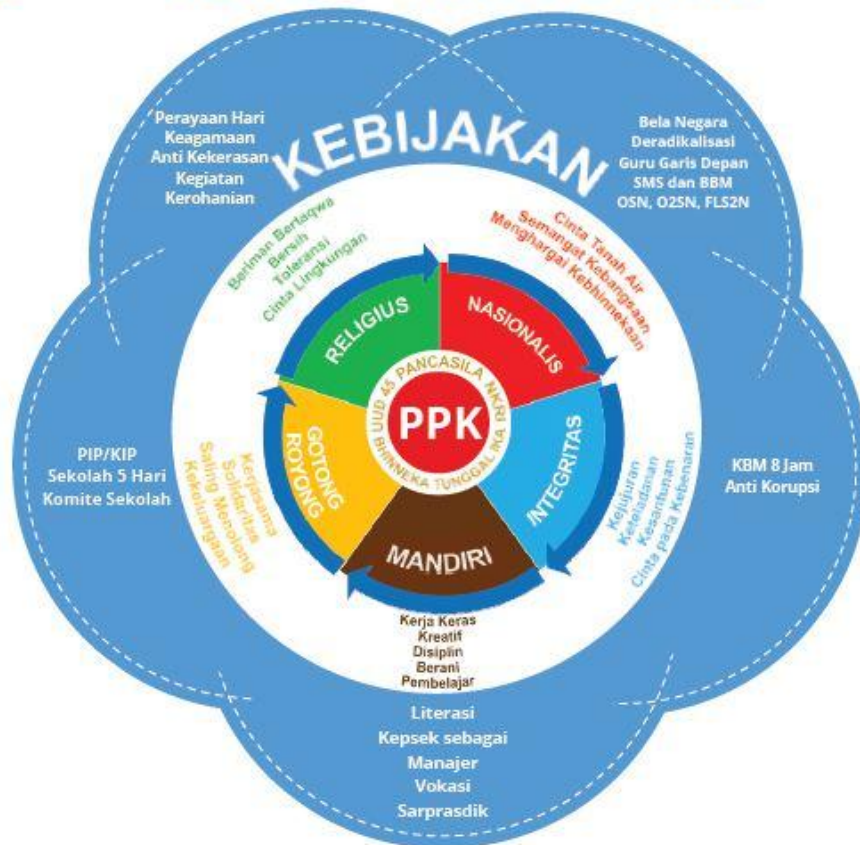 KEBIJAKAN
Perayaan Hari
Keagamaan
Anti Kekerasan
Kegiatan
Kerohanian
Bela Negara
Deradikalisasi
Guru Garis Depan
SMS dan BBM
OSN, O2SN, FLS2N
Beriman Bertaqwa
Bersih
Toleransi
Cinta Lingkungan
Cinta Tanah Air
Semangat Kebangsaan
Menghargai Kebhinnekaan
RELIGIUS
NASIONALIS
UUD 45 PANCASILA NKRI
PPK
BHINNEKA TUNGGAL IKA
GOTONG
ROYONG
INTEGRITAS
MANDIRI
PIP/KIP
Sekolah 5 Hari
Komite Sekolah
Kerjasama
Solidaritas
Saling Menolong
Kekeluargaan
Kejujuran
Keteladanan
Kesantunan
Cinta pada Kebenaran
KBM 8 Jam
Anti Korupsi
Kerja Keras
Kreatif
Disiplin
Berani
Pembelajar
Literasi
Kepsek sebagai
Manajer
Vokasi
Sarprasdik